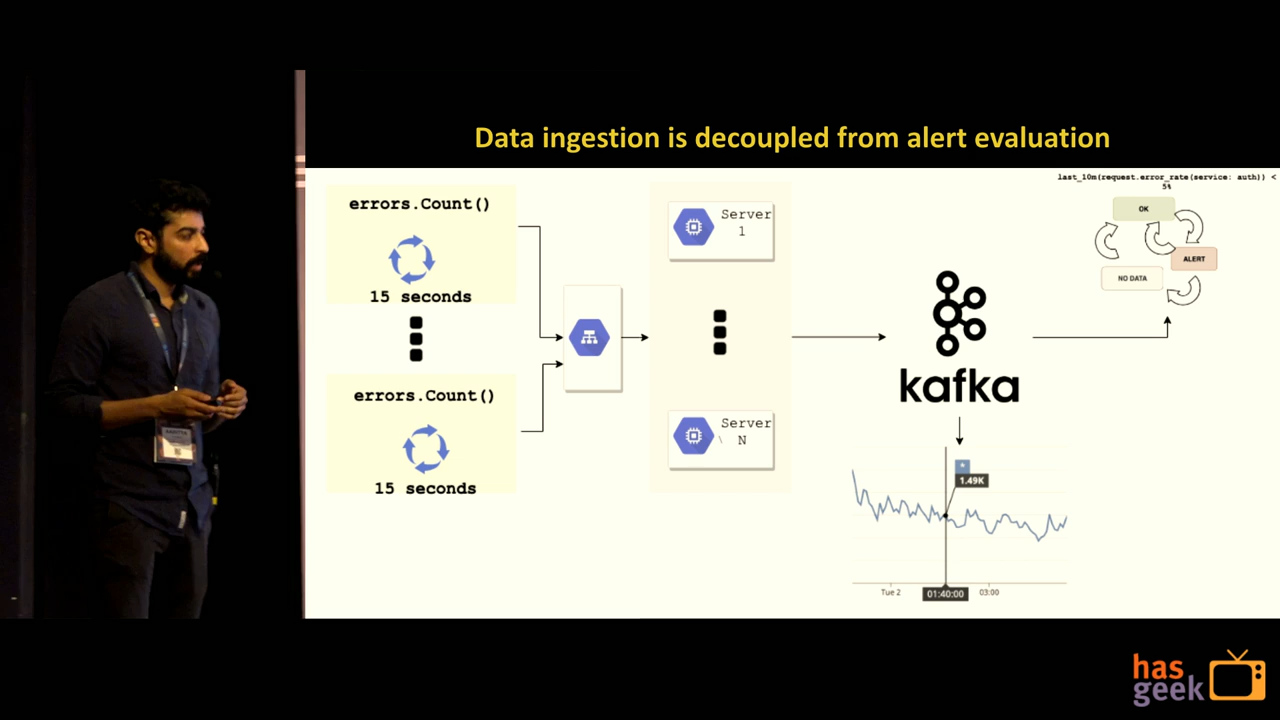 Data ingestion is decoupled from alert evaluation
errors.Count()
15 seconds
errors.Count()
15 seconds
Server
1
Server
N
kafka
last_10m(request.error_rate(service: auth)) <
5%
OK
ALERT
NO DATA
*
1.49K
Tue 2
01:40:00
03:00
has
geek